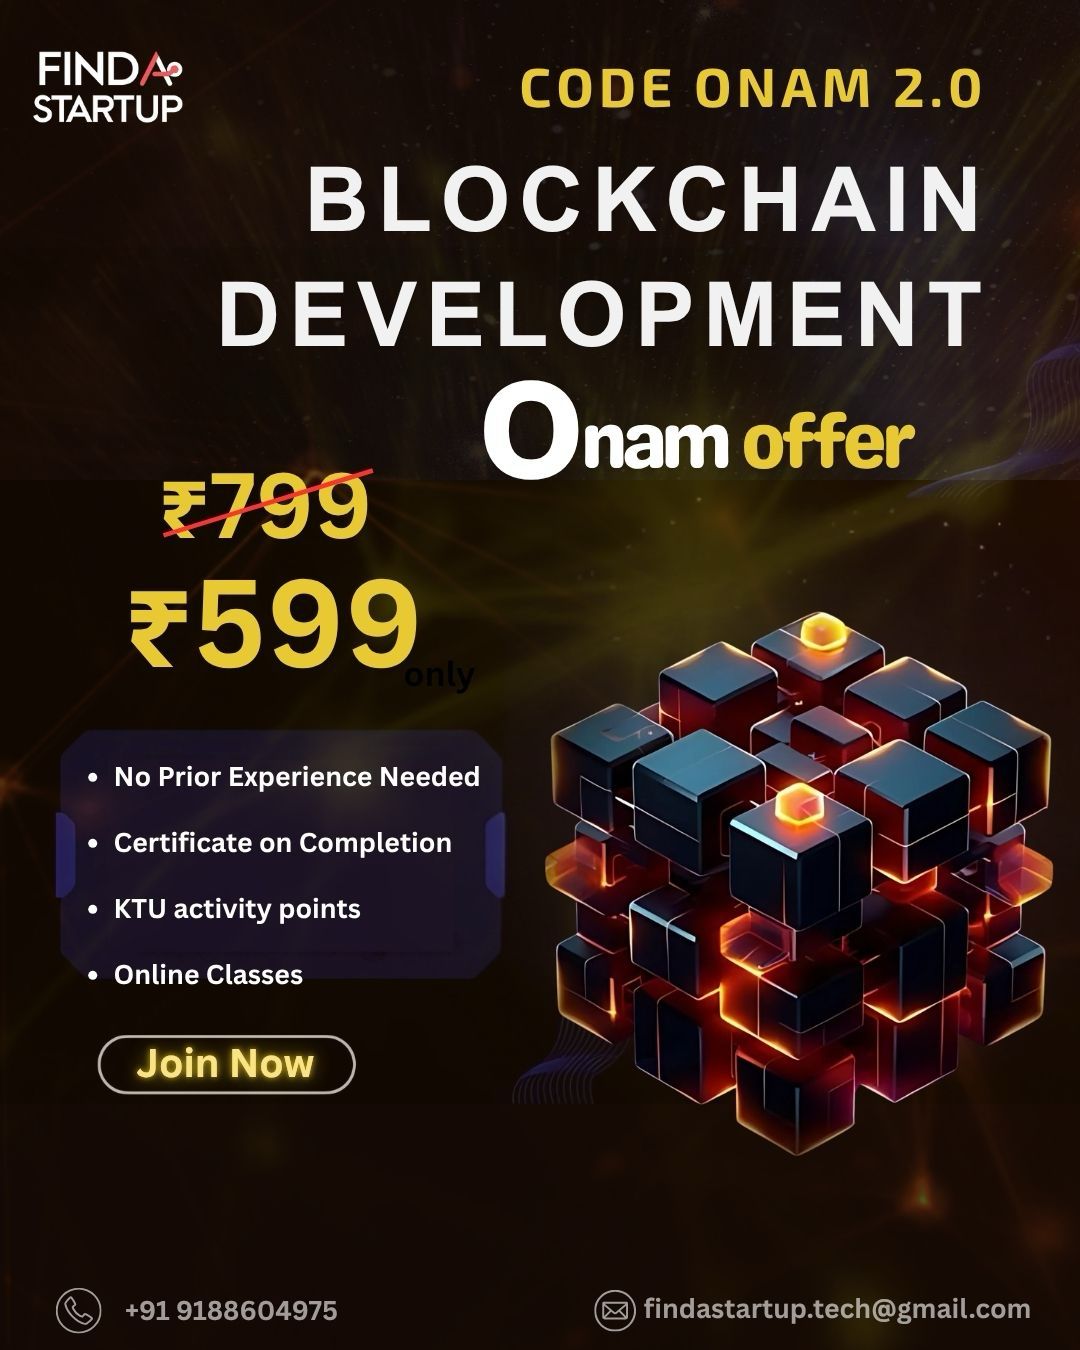 FINDA
STARTUP
CODE ONAM 2.0
BLOCKCHAIN
DEVELOPMENT
Onam offer
₹799
₹599
only
• No Prior Experience Needed
• Certificate on Completion
• KTU activity points
• Online Classes
Join Now
+91 9188604975
findastartup.tech@gmail.com